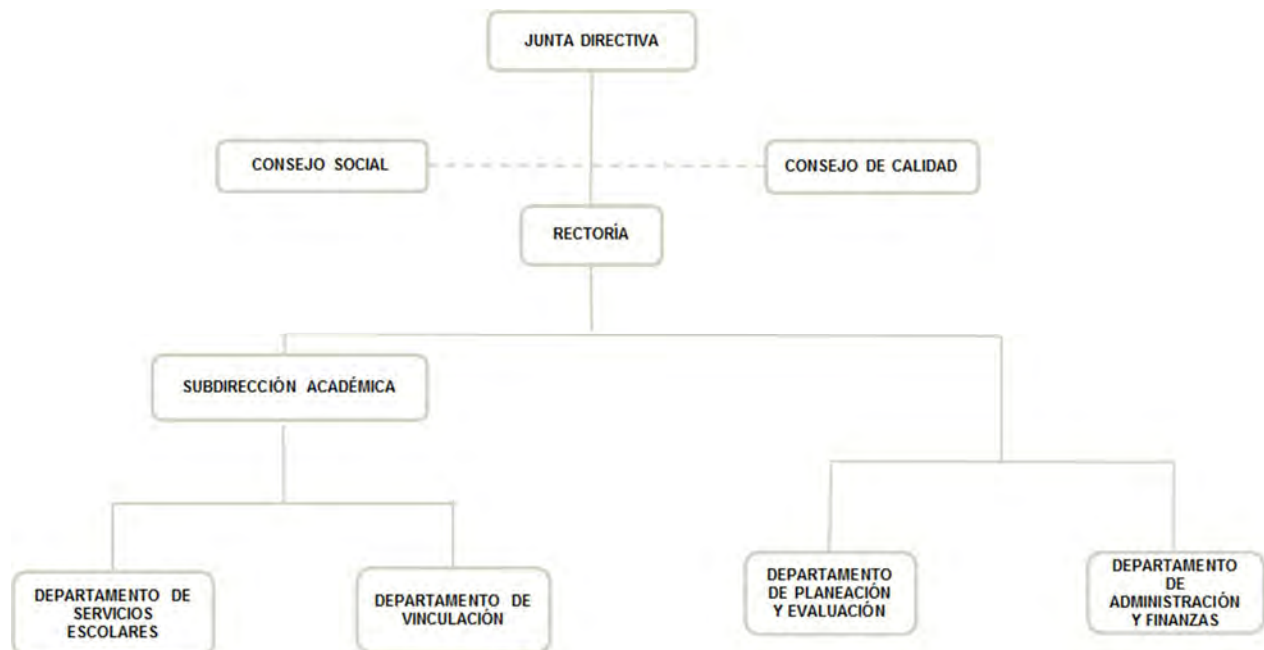 JUNTA DIRECTIVA
CONSEJO SOCIAL
CONSEJO DE CALIDAD
RECTORÍA
SUBDIRECCIÓN ACADÉMICA
DEPARTAMENTO DE
SERVICIOS
ESCOLARES
DEPARTAMENTO DE
VINCULACIÓN
DEPARTAMENTO
DE PLANEACIÓN
Y EVALUACIÓN
DEPARTAMENTO
DE
ADMINISTRACIÓN
Y FINANZAS